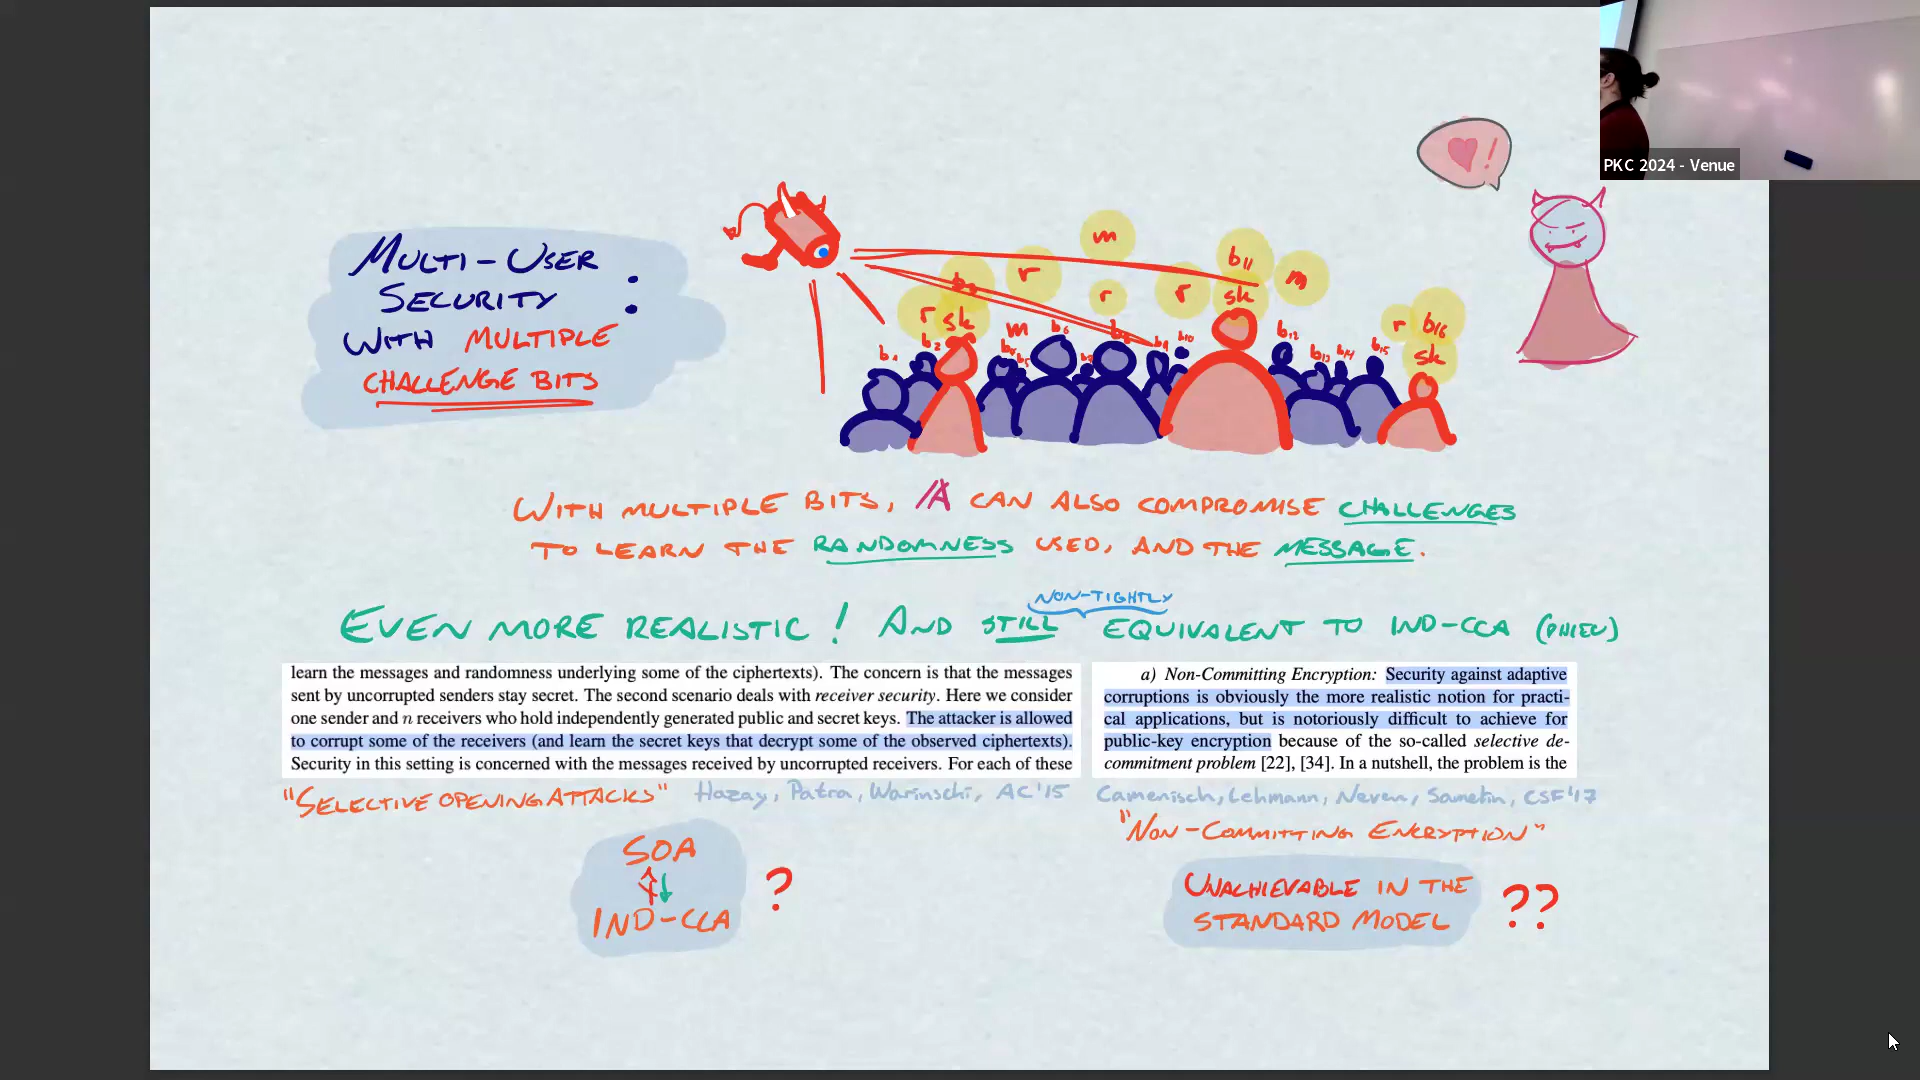 PKC 2024 - Venue
MULTI-USER
SECURITY :
WITH MULTIPLE
CHALLENGE BITS
m
b11
r
m
b3
r
r
sk
r
sk
m
b6
b12
r
b16
sk
b1
b2
b9
b10
b13
b14
b15
WITH MULTIPLE BITS, A CAN ALSO COMPROMISE CHALLENGES
TO LEARN THE RANDOMNESS USED, AND THE MESSAGE.
NON-TIGHTLY
EVEN MORE REALISTIC! AND STILL EQUIVALENT TO IND-CCA (PHIEW)
learn the messages and randomness underlying some of the ciphertexts). The concern is that the messages
sent by uncorrupted senders stay secret. The second scenario deals with receiver security. Here we consider
one sender and n receivers who hold independently generated public and secret keys. The attacker is allowed
to corrupt some of the receivers (and learn the secret keys that decrypt some of the observed ciphertexts).
Security in this setting is concerned with the messages received by uncorrupted receivers. For each of these
a) Non-Committing Encryption: Security against adaptive
corruptions is obviously the more realistic notion for practi-
cal applications, but is notoriously difficult to achieve for
public-key encryption because of the so-called selective de-
commitment problem [22], [34]. In a nutshell, the problem is the
"SELECTIVE OPENING ATTACKS" Hazay, Patra, Warinschi, AC'15
Camenisch, Lehmann, Neven, Samelin, CSF'17
"NON-COMMITTING ENCRYPTION"
SOA
IND-CCA
?
UNACHIEVABLE IN THE
STANDARD MODEL
??